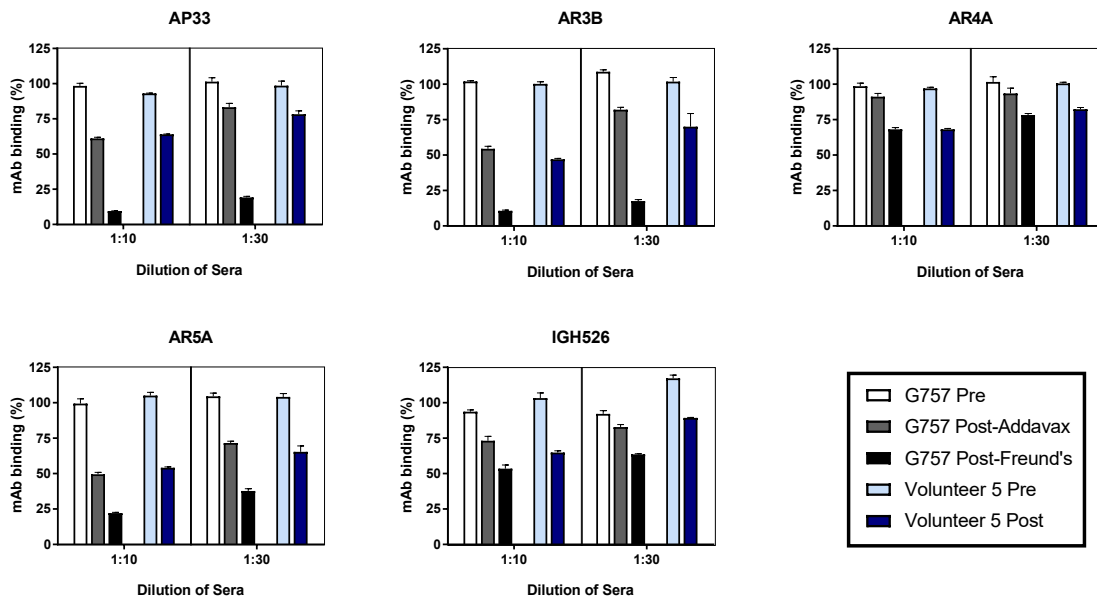 AP33
mAb binding (%)
125
100
75
50
25
0
1:10 1:30
Dilution of Sera
AR3B
mAb binding (%)
125
100
75
50
25
0
1:10 1:30
Dilution of Sera
AR4A
mAb binding (%)
125
100
75
50
25
0
1:10 1:30
Dilution of Sera
AR5A
mAb binding (%)
125
100
75
50
25
0
1:10 1:30
Dilution of Sera
IGH526
mAb binding (%)
125
100
75
50
25
0
1:10 1:30
Dilution of Sera
G757 Pre
G757 Post-Addavax
G757 Post-Freund's
Volunteer 5 Pre
Volunteer 5 Post